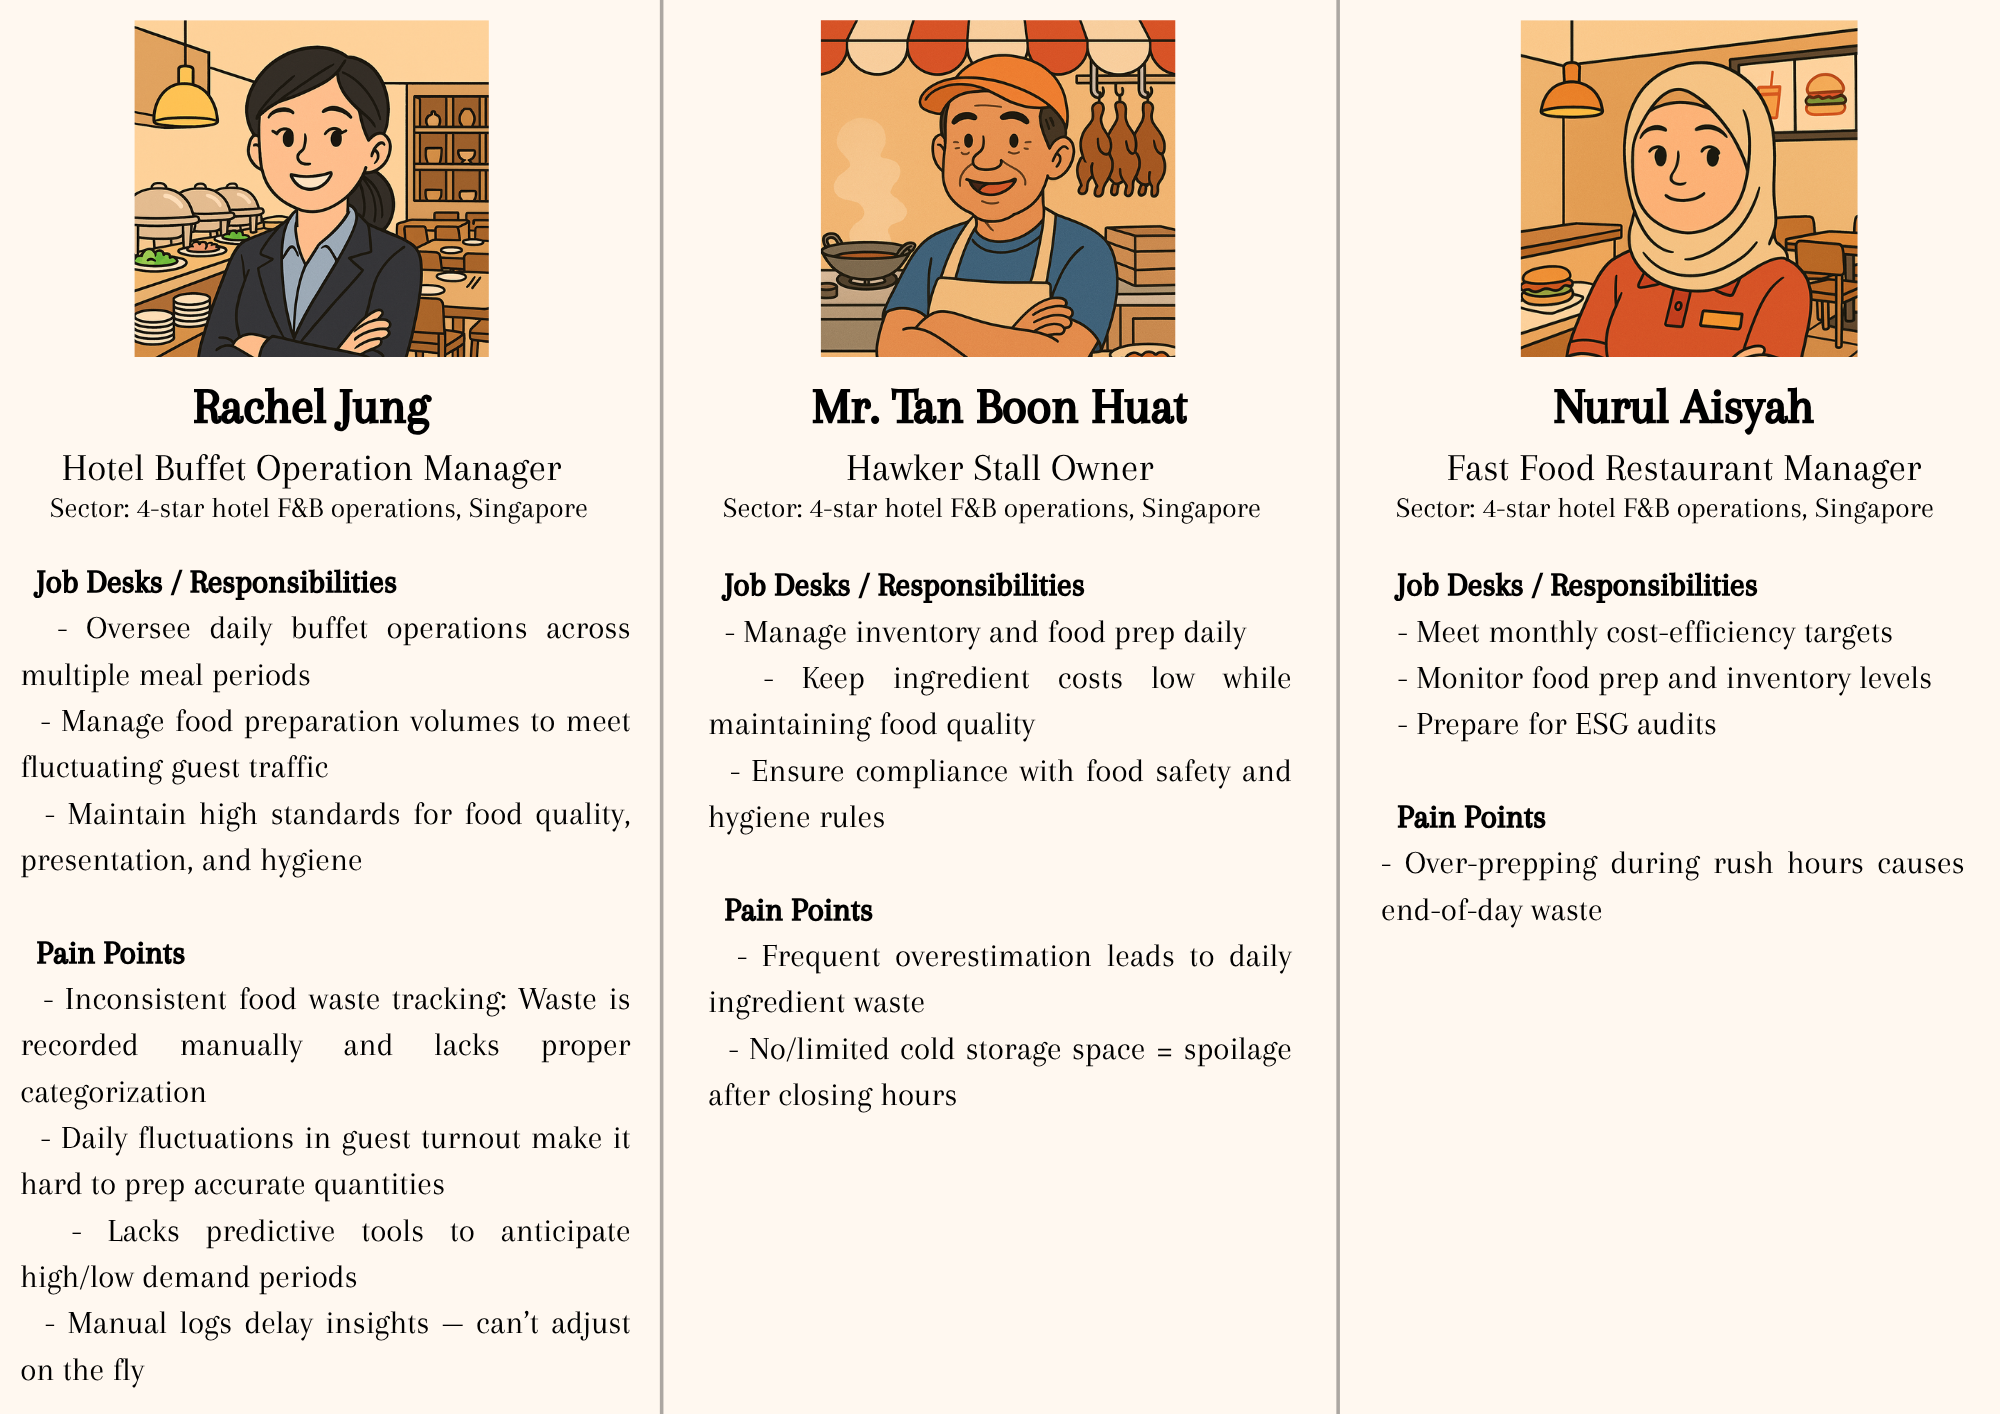 Rachel Jung
Hotel Buffet Operation Manager
Sector: 4-star hotel F&B operations, Singapore
Job Desks / Responsibilities
- Oversee daily buffet operations across
multiple meal periods
- Manage food preparation volumes to meet
fluctuating guest traffic
- Maintain high standards for food quality,
presentation, and hygiene
Pain Points
- Inconsistent food waste tracking: Waste is
recorded manually and lacks proper
categorization
- Daily fluctuations in guest turnout make it
hard to prep accurate quantities
- Lacks predictive tools to anticipate
high/low demand periods
- Manual logs delay insights — can’t adjust
on the fly
Mr. Tan Boon Huat
Hawker Stall Owner
Sector: 4-star hotel F&B operations, Singapore
Job Desks / Responsibilities
- Manage inventory and food prep daily
- Keep ingredient costs low while
maintaining food quality
- Ensure compliance with food safety and
hygiene rules
Pain Points
- Frequent overestimation leads to daily
ingredient waste
- No/limited cold storage space = spoilage
after closing hours
Nurul Aisyah
Fast Food Restaurant Manager
Sector: 4-star hotel F&B operations, Singapore
Job Desks / Responsibilities
- Meet monthly cost-efficiency targets
- Monitor food prep and inventory levels
- Prepare for ESG audits
Pain Points
- Over-prepping during rush hours causes
end-of-day waste